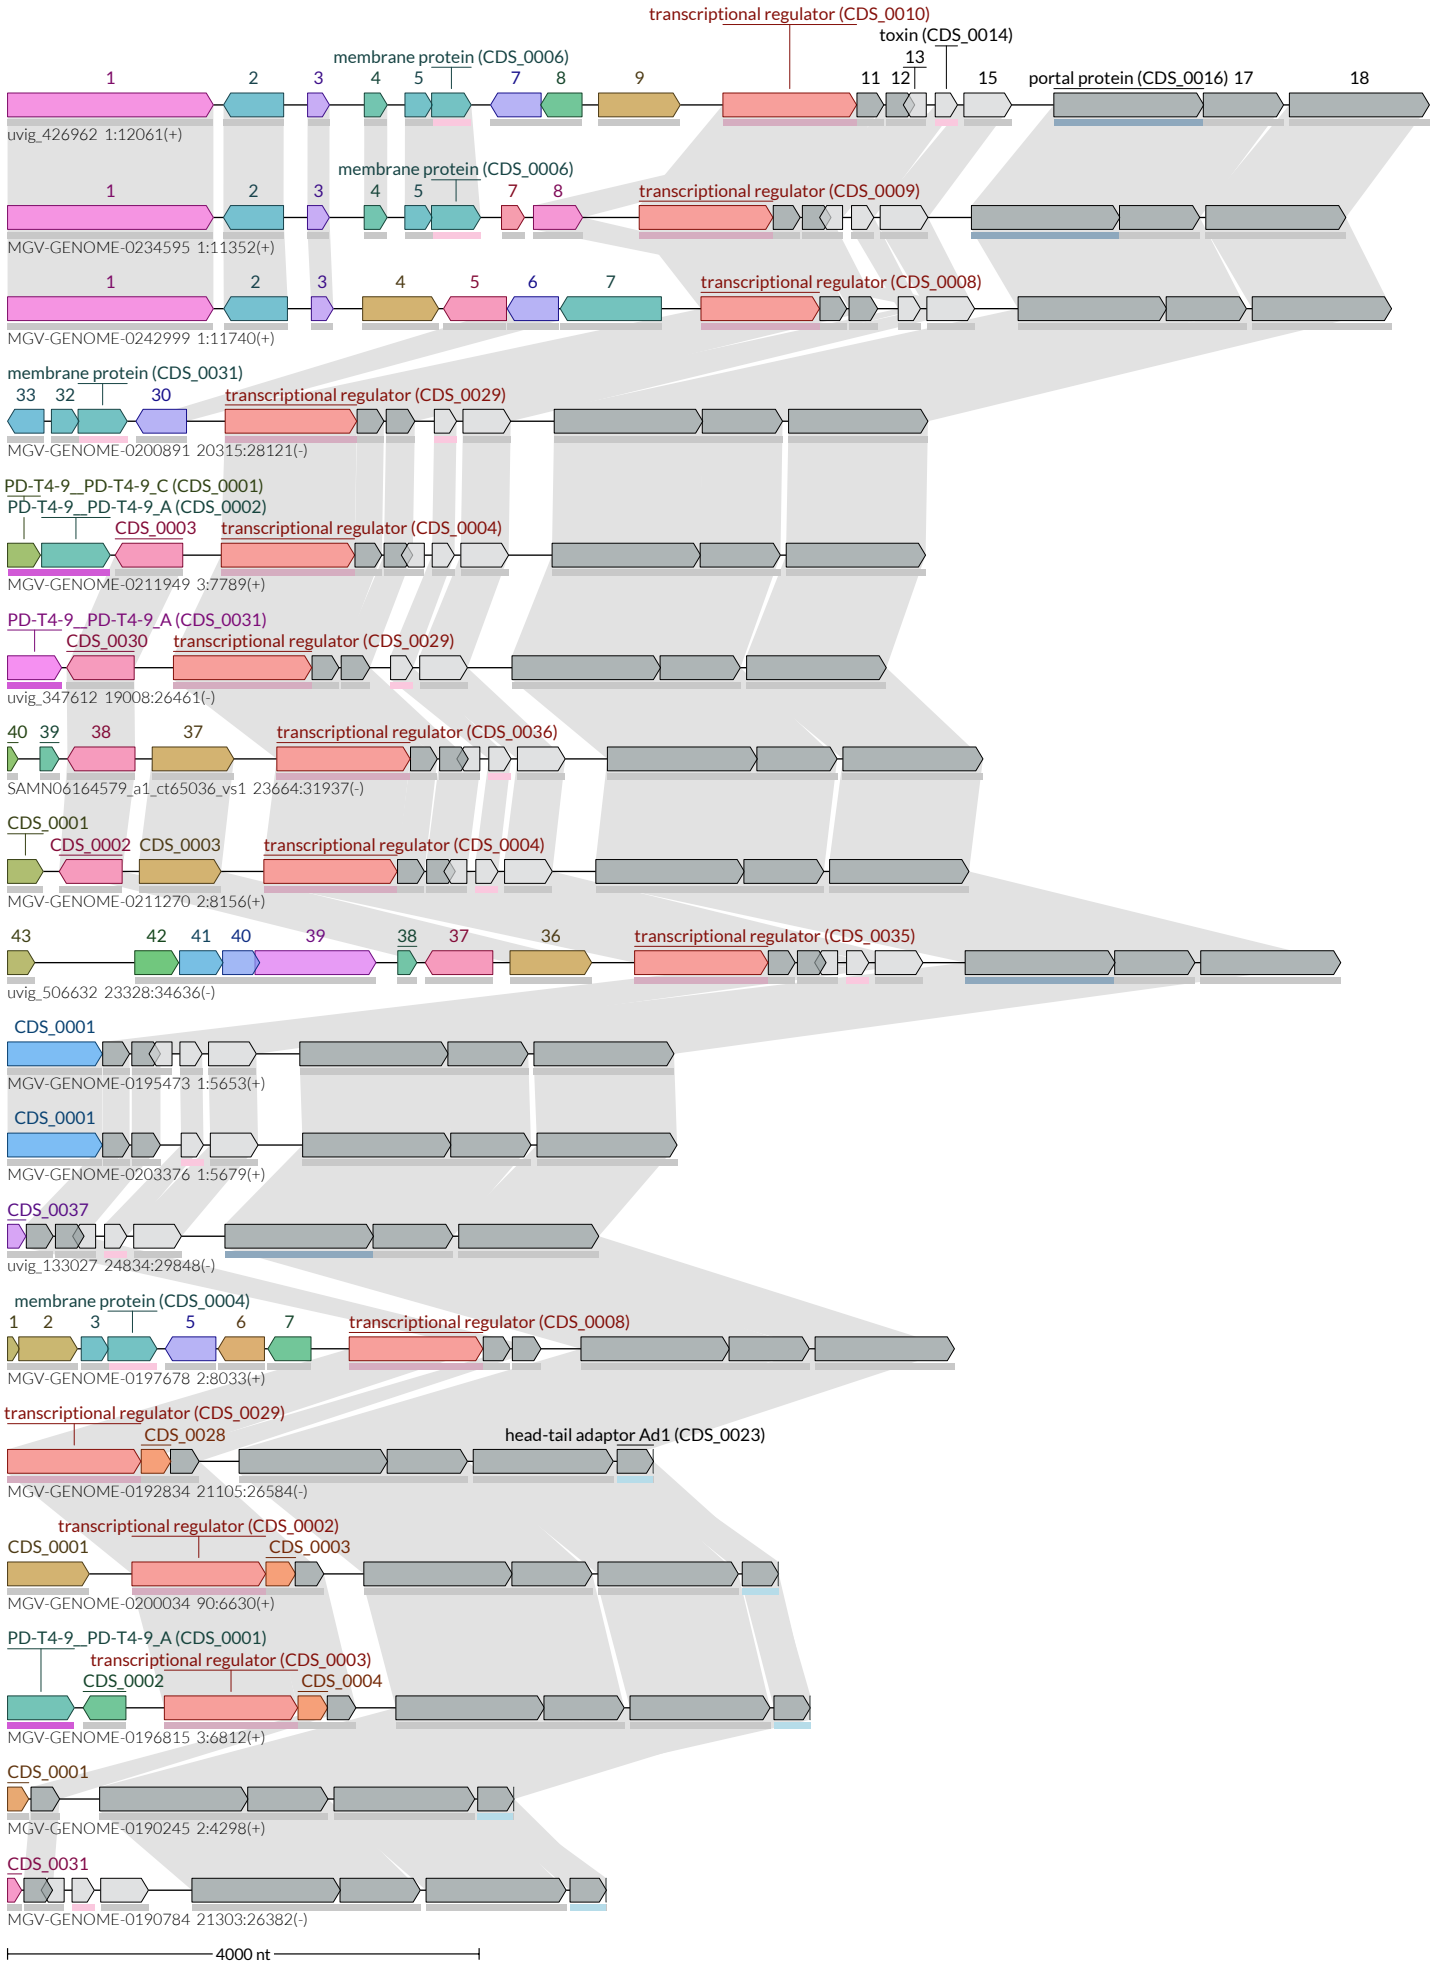 transcriptional regulator (CDS_0010)
toxin (CDS_0014)
membrane protein (CDS_0006) 13
1 2 3 4 5 7 8 9 11 12 15 portal protein (CDS_0016) 17 18
uvig_426962 1:12061(+)
membrane protein (CDS_0006)
1 2 3 4 5 7 8 transcriptional regulator (CDS_0009)
MGV-GENOME-0234595 1:11352(+)
1 2 3 4 5 6 7 transcriptional regulator (CDS_0008)
MGV-GENOME-0242999 1:11740(+)
membrane protein (CDS_0031)
33 32 30 transcriptional regulator (CDS_0029)
MGV-GENOME-0200891 20315:28121(-)
PD-T4-9__PD-T4-9_C (CDS_0001)
PD-T4-9__PD-T4-9_A (CDS_0002)
CDS_0003 transcriptional regulator (CDS_0004)
MGV-GENOME-0211949 3:7789(+)
PD-T4-9__PD-T4-9_A (CDS_0031)
CDS_0030 transcriptional regulator (CDS_0029)
uvig_347612 19008:26461(-)
40 39 38 37 transcriptional regulator (CDS_0036)
SAMN06164579_a1_ct65036_vs1 23664:31937(-)
CDS_0001
CDS_0002 CDS_0003 transcriptional regulator (CDS_0004)
MGV-GENOME-0211270 2:8156(+)
43 42 41 40 39 38 37 36 transcriptional regulator (CDS_0035)
uvig_506632 23328:34636(-)
CDS_0001
MGV-GENOME-0195473 1:5653(+)
CDS_0001
MGV-GENOME-0203376 1:5679(+)
CDS_0037
uvig_133027 24834:29848(-)
membrane protein (CDS_0004)
1 2 3 5 6 7 transcriptional regulator (CDS_0008)
MGV-GENOME-0197678 2:8033(+)
transcriptional regulator (CDS_0029)
CDS_0028 head-tail adaptor Ad1 (CDS_0023)
MGV-GENOME-0192834 21105:26584(-)
transcriptional regulator (CDS_0002)
CDS_0001 CDS_0003
MGV-GENOME-0200034 90:6630(+)
PD-T4-9__PD-T4-9_A (CDS_0001)
transcriptional regulator (CDS_0003)
CDS_0002 CDS_0004
MGV-GENOME-0196815 3:6812(+)
CDS_0001
MGV-GENOME-0190245 2:4298(+)
CDS_0031
MGV-GENOME-0190784 21303:26382(-)
4000 nt